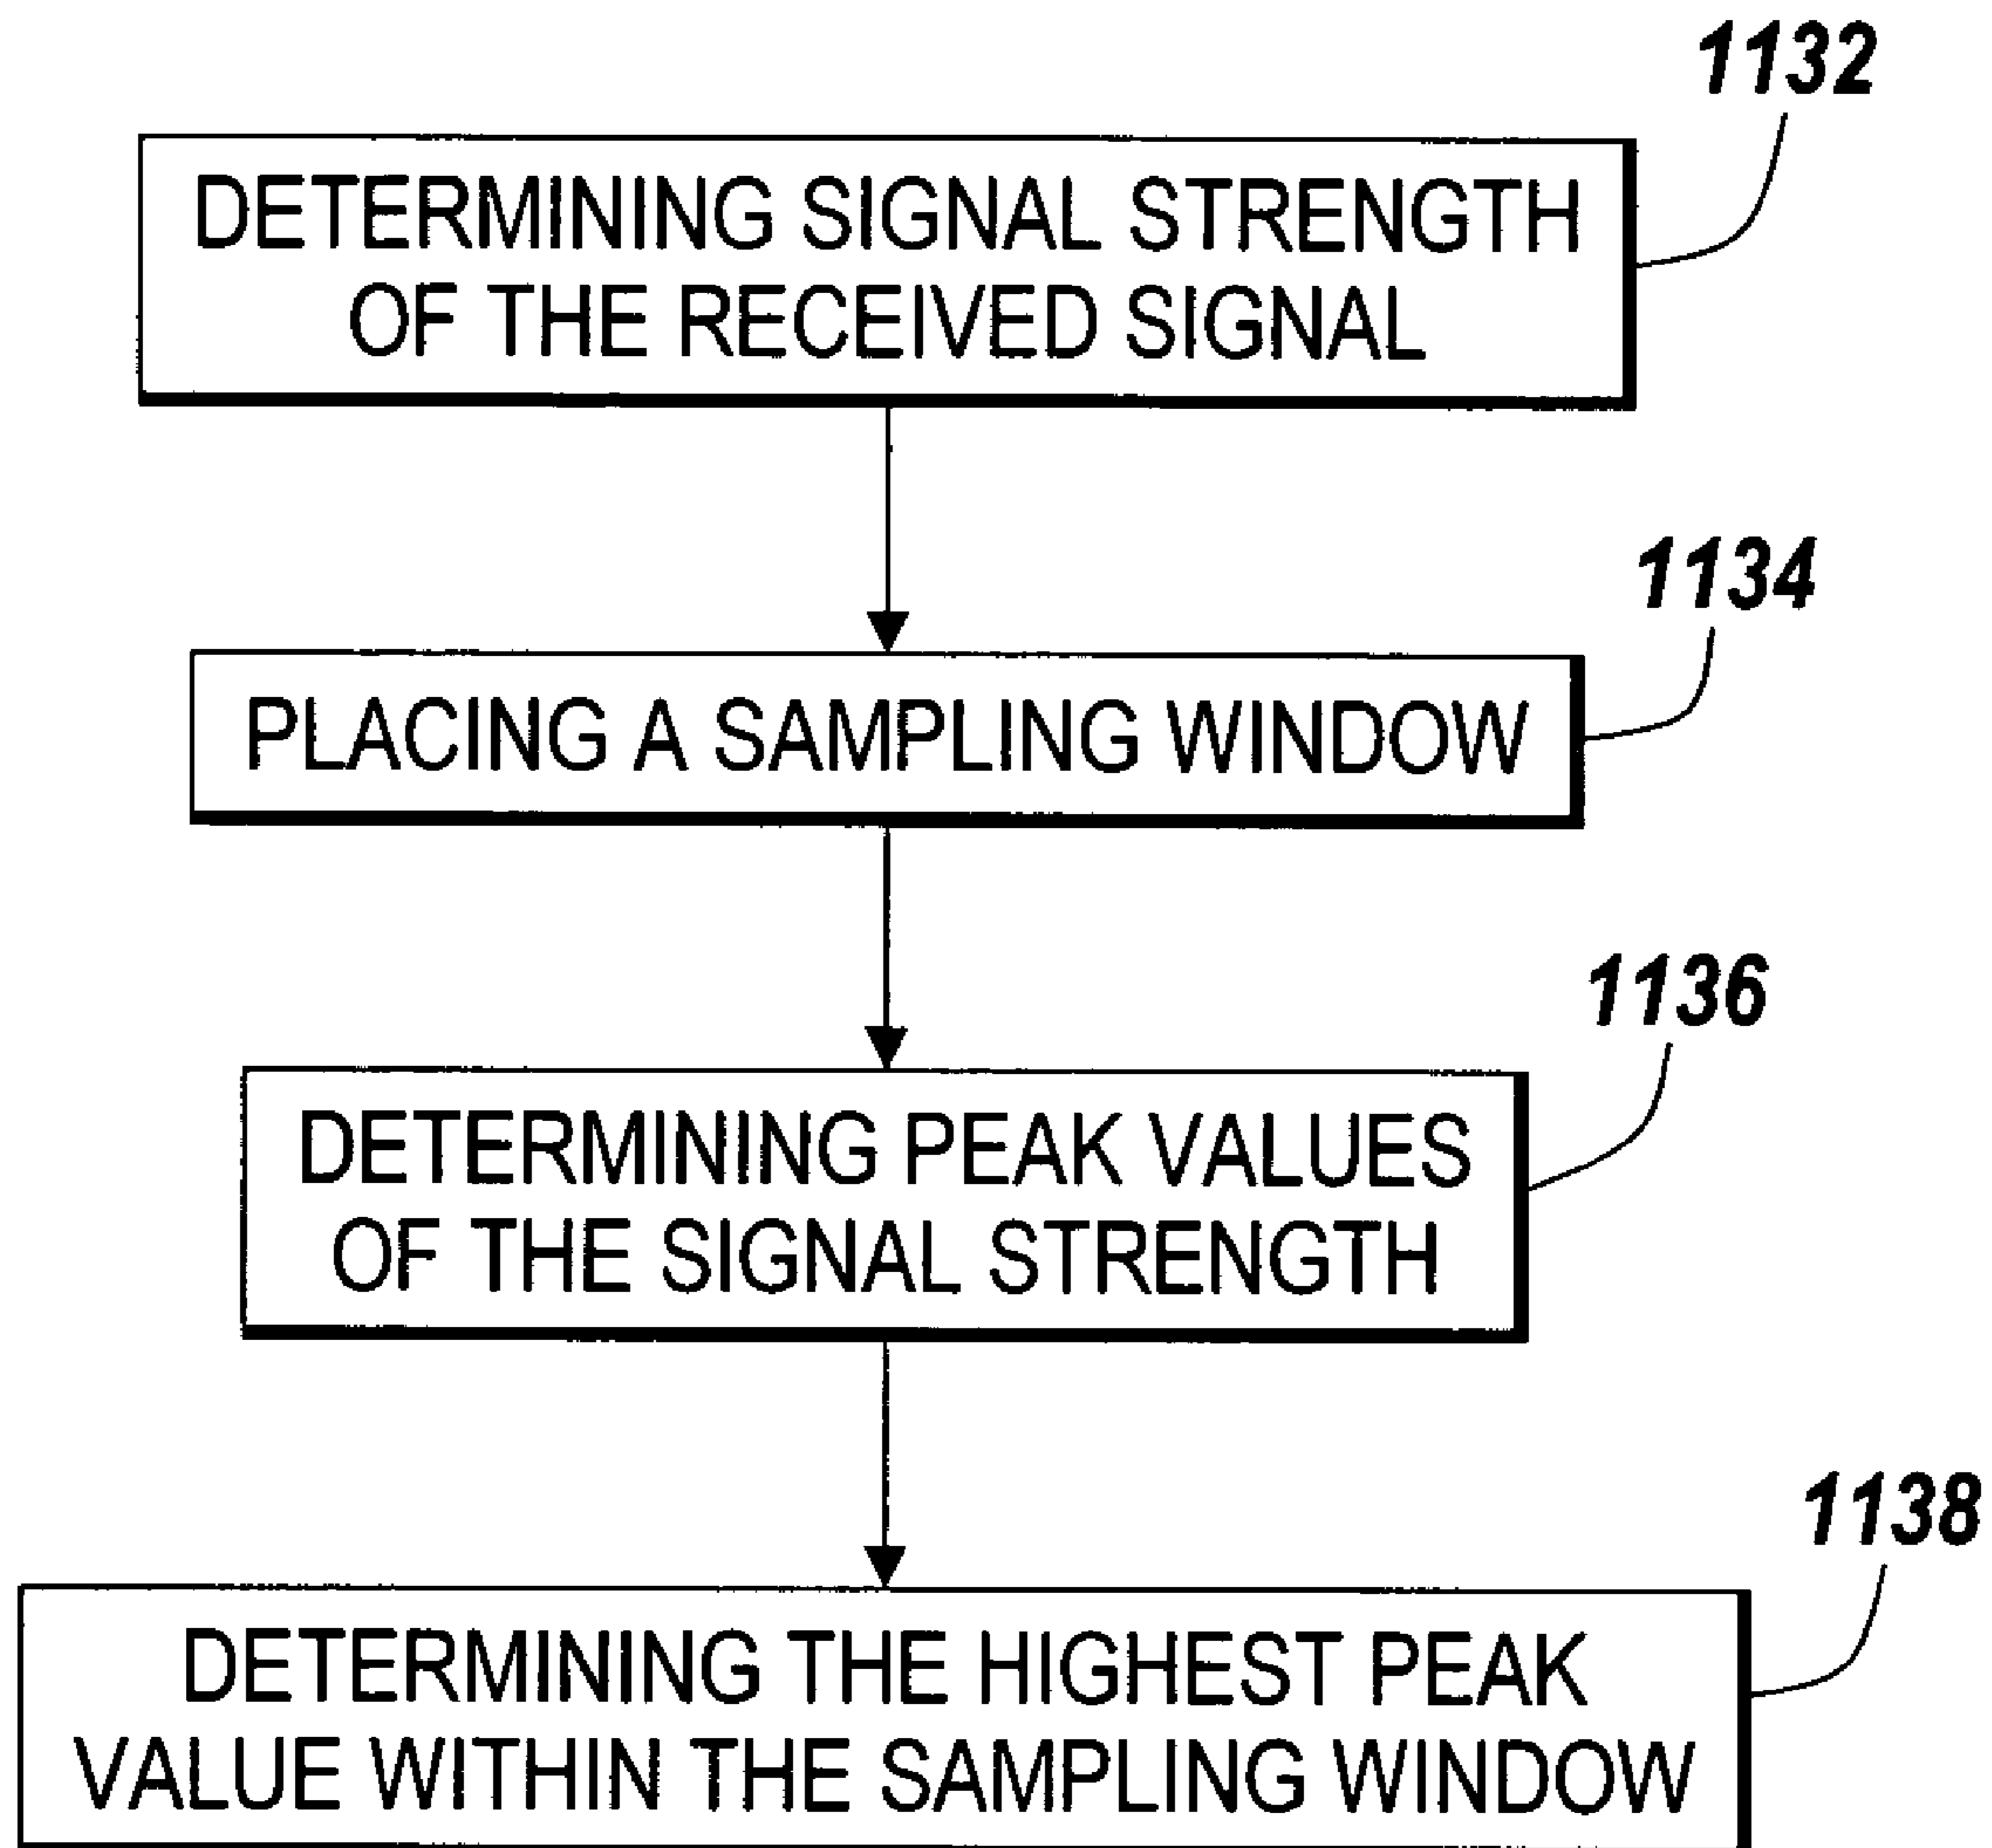 1132
DETERMINING SIGNAL STRENGTH
OF THE RECEIVED SIGNAL
1134
PLACING A SAMPLING WINDOW
1136
DETERMINING PEAK VALUES
OF THE SIGNAL STRENGTH
1138
DETERMINING THE HIGHEST PEAK
VALUE WITHIN THE SAMPLING WINDOW